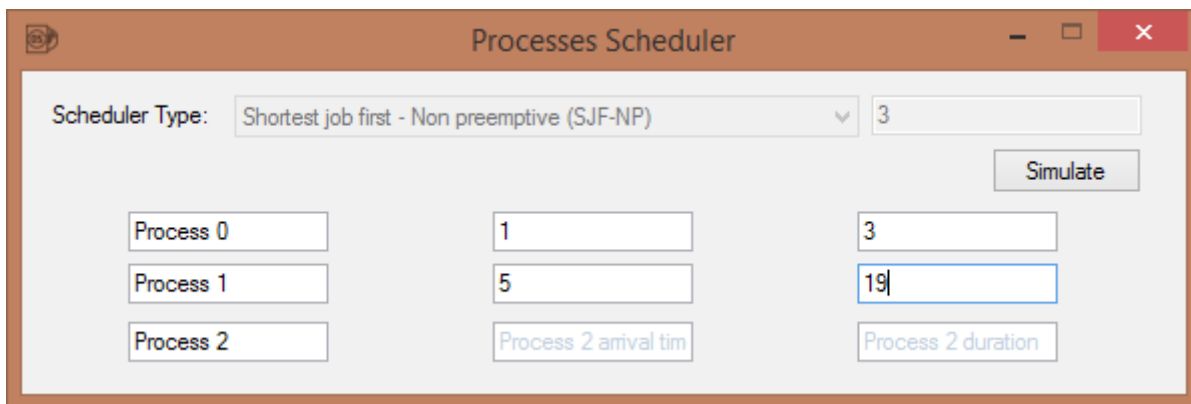 Processes Scheduler
Scheduler Type: Shortest job first - Non preemptive (SJF-NP) 3
Simulate
Process 0 1 3
Process 1 5 19
Process 2 Process 2 arrival tim Process 2 duration